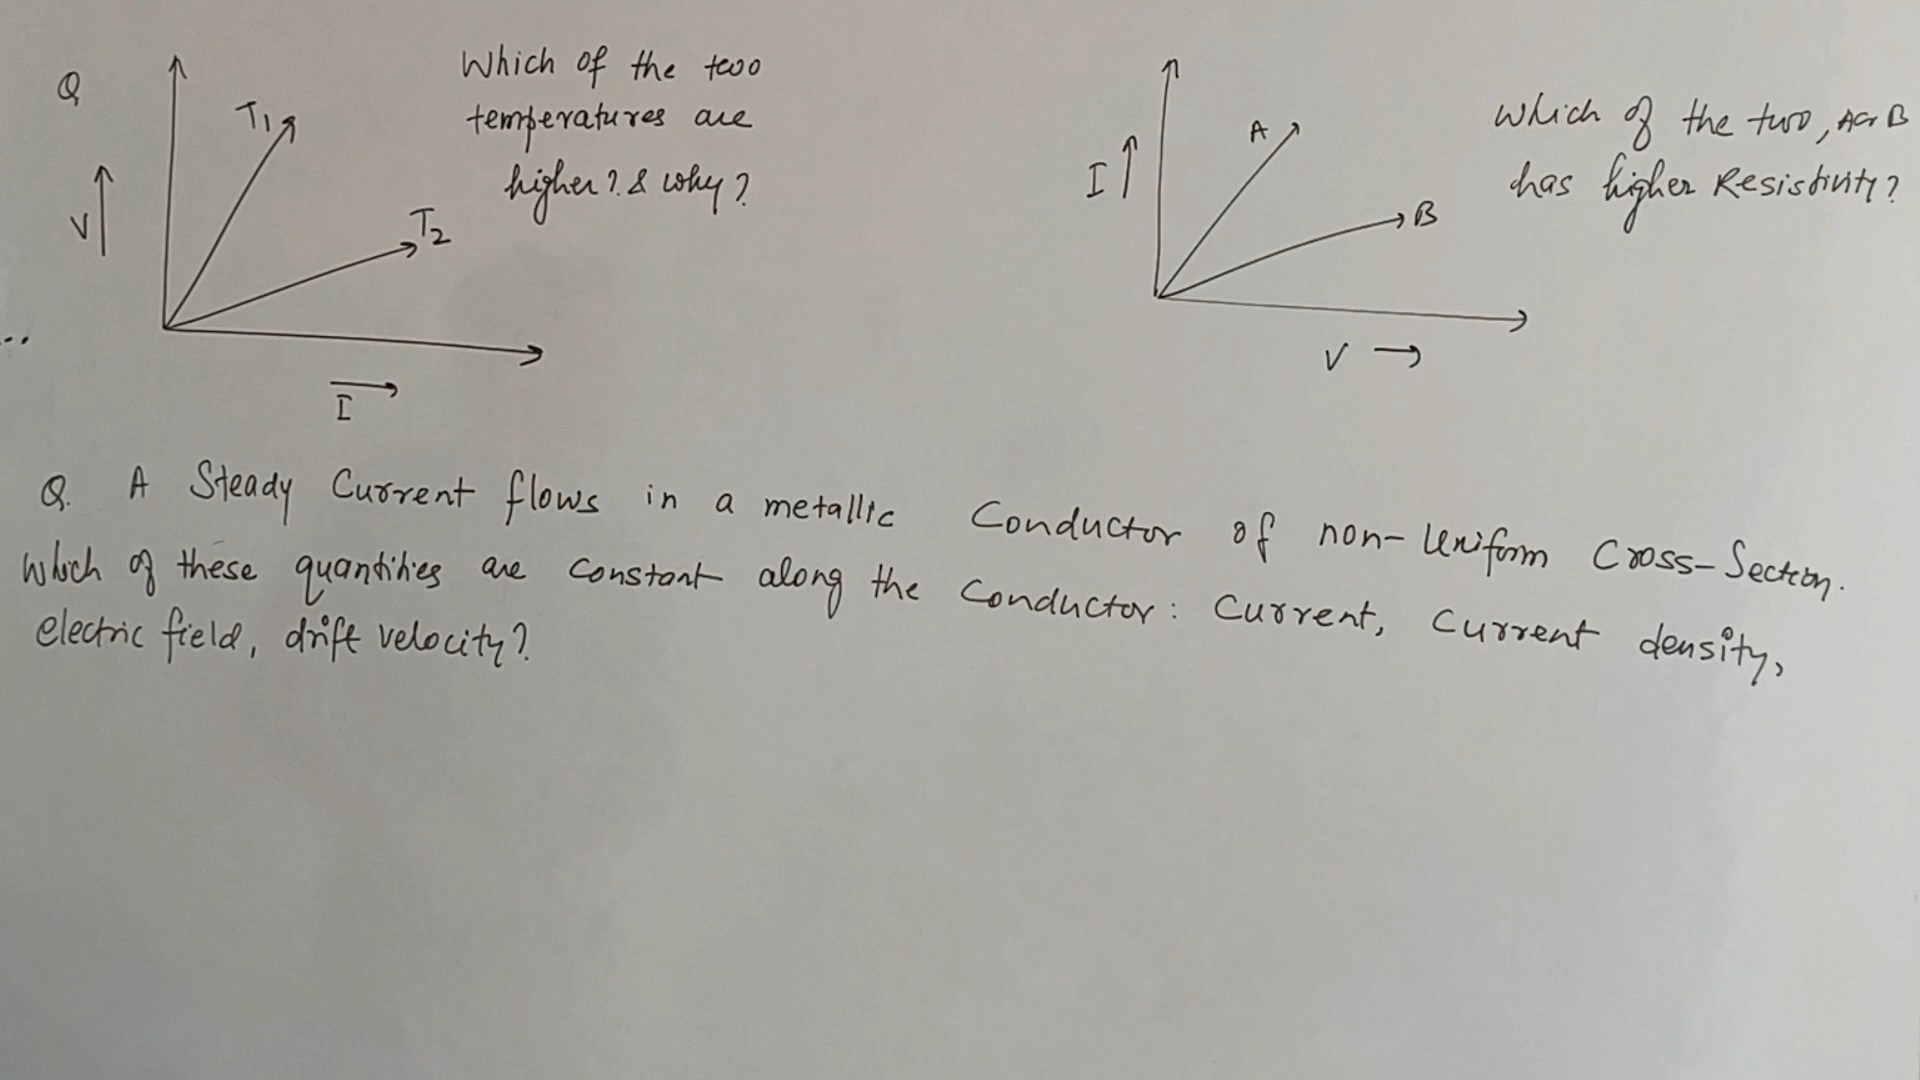 Q
Which of the two
temperatures are
higher? & why?
T1
T2
V
I
Which of the two, A or B
has higher Resistivity?
A
B
I
V
Q. A Steady Current flows in a metallic Conductor of non-Uniform Cross-Section.
Which of these quantities are constant along the Conductor: Current, Current density,
electric field, drift velocity?